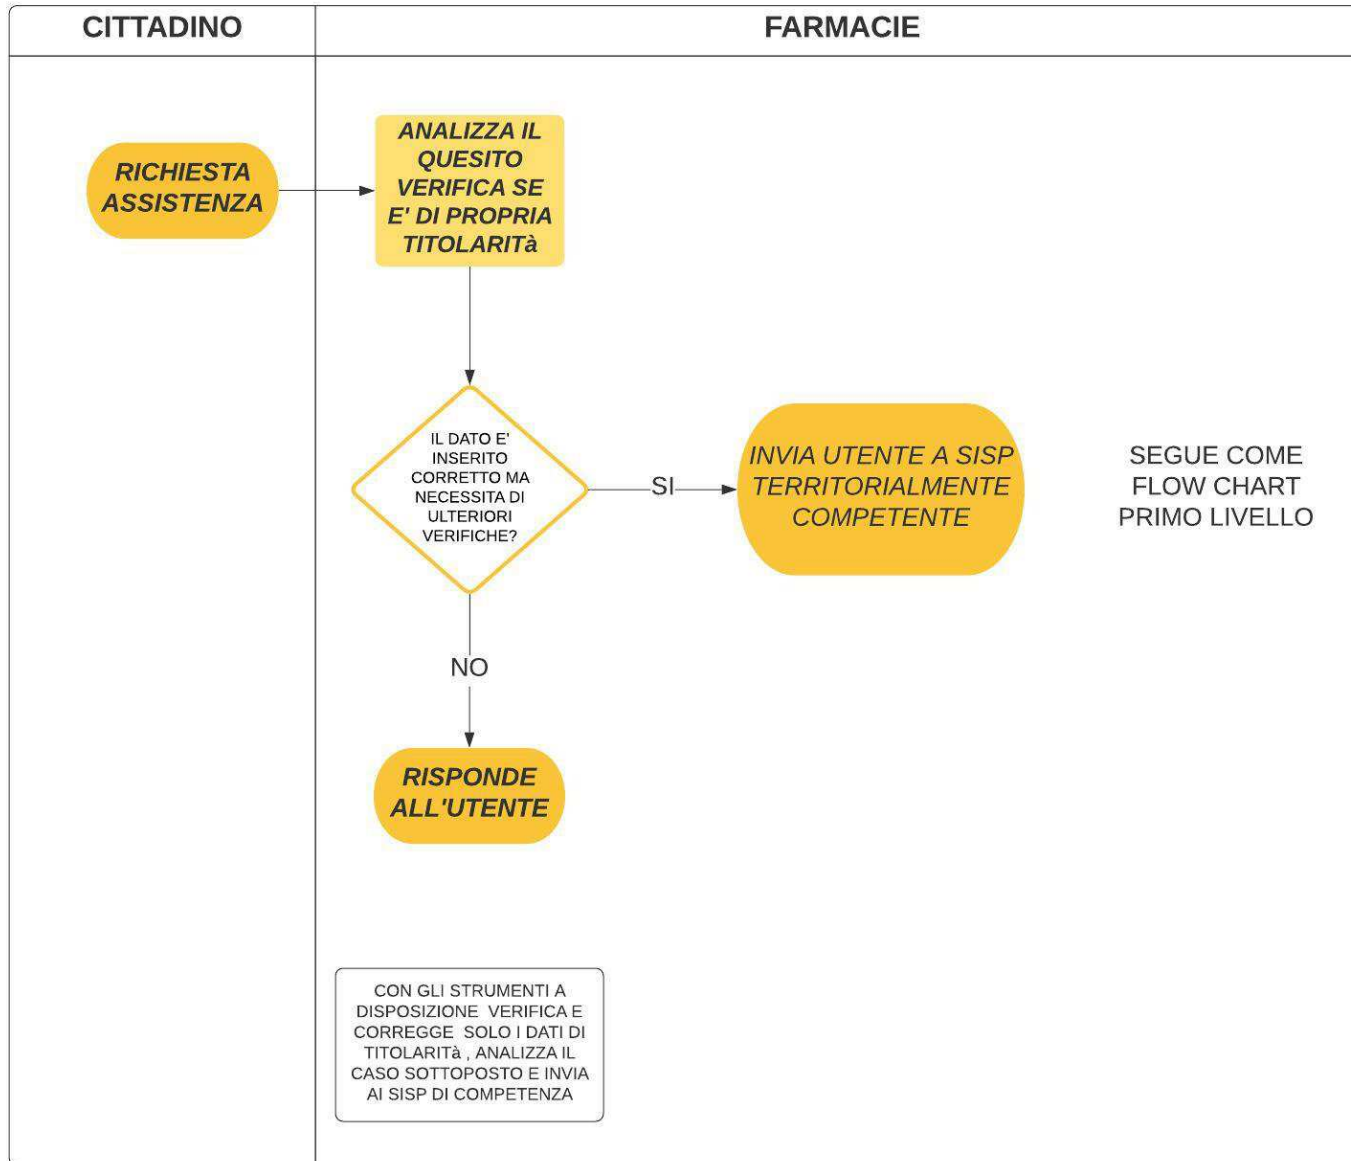 CITTADINO
FARMACIE
RICHIESTA
ASSISTENZA
ANALIZZA IL
QUESITO
VERIFICA SE
E' DI PROPRIA
TITOLARITà
IL DATO E'
INSERITO
CORRETTO MA
NECESSITA DI
ULTERIORI
VERIFICHE?
SI
INVIA UTENTE A SISP
TERRITORIALMENTE
COMPETENTE
SEGUE COME
FLOW CHART
PRIMO LIVELLO
NO
RISPONDE
ALL'UTENTE
CON GLI STRUMENTI A
DISPOSIZIONE VERIFICA E
CORREGGE SOLO I DATI DI
TITOLARITà , ANALIZZA IL
CASO SOTTOPOSTO E INVIA
AI SISP DI COMPETENZA